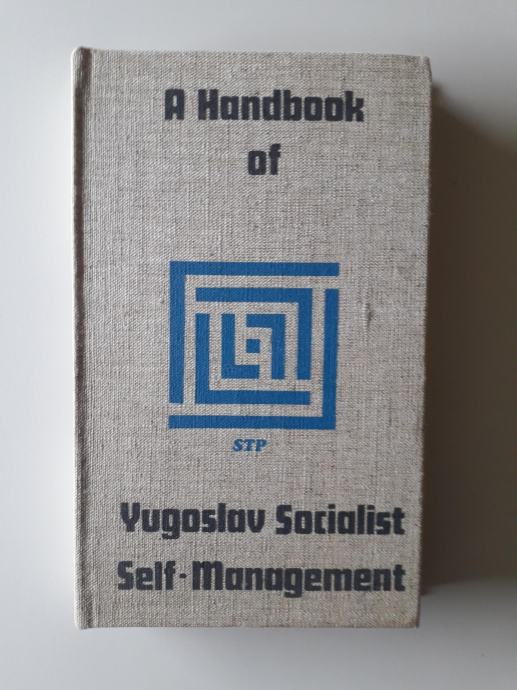 A Handbook
of
STP
Yugoslav Socialist
Self-Management